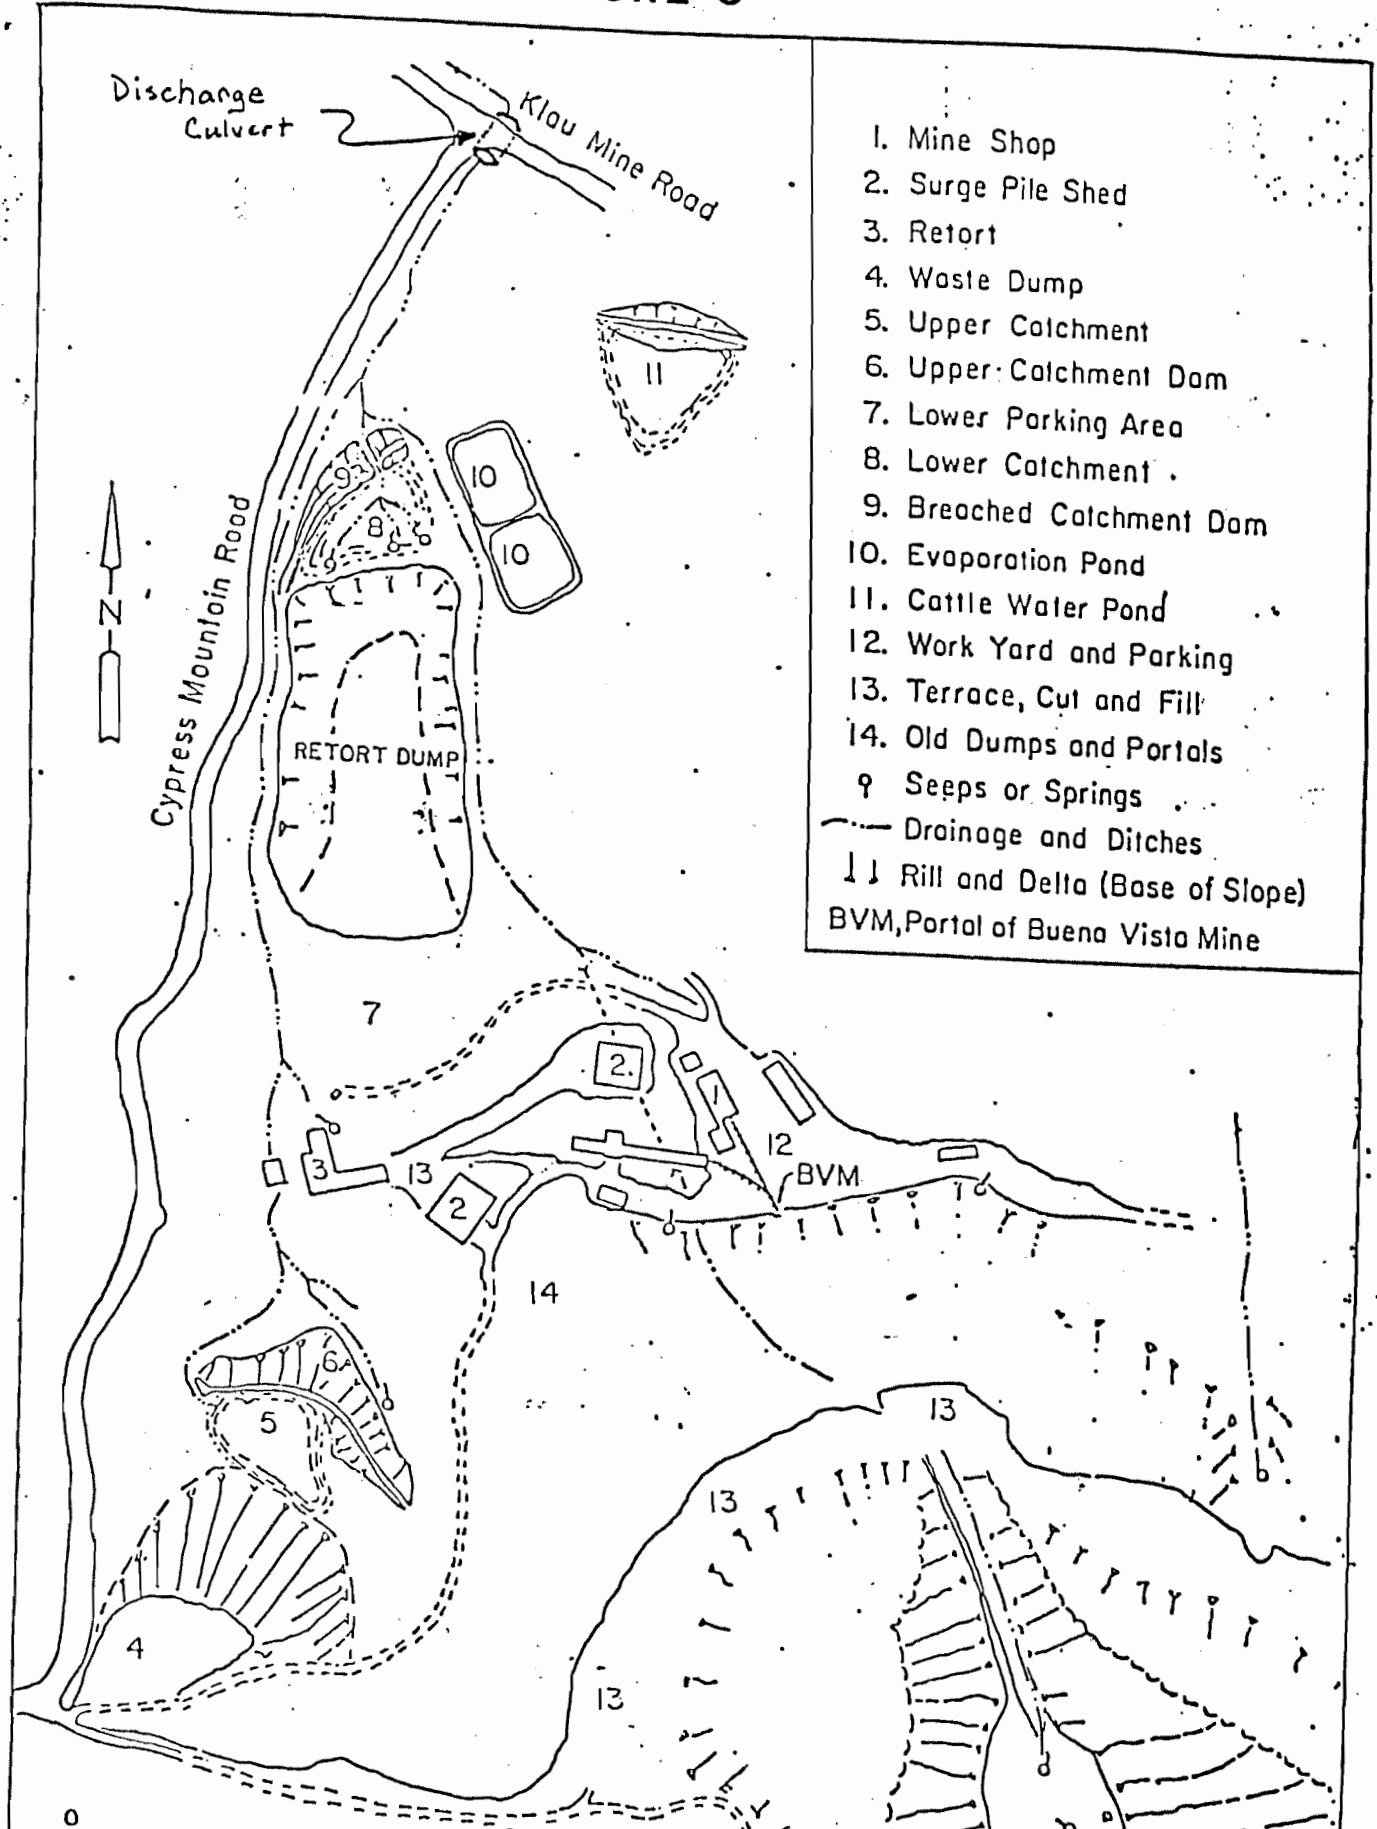 Discharge
Culvert
Klau Mine Road
1. Mine Shop
2. Surge Pile Shed
3. Retort
4. Waste Dump
5. Upper Catchment
6. Upper Catchment Dam
7. Lower Parking Area
8. Lower Catchment
9. Breached Catchment Dam
10. Evaporation Pond
11. Cattle Water Pond
12. Work Yard and Parking
13. Terrace, Cut and Fill
14. Old Dumps and Portals
Seeps or Springs
Drainage and Ditches
Rill and Delta (Base of Slope)
BVM, Portal of Buena Vista Mine
11
9
10
8
10
N
Cypress Mountain Road
RETORT DUMP
7
2
1
12
3
13
2
BVM
14
6
5
13
13
4
13
0